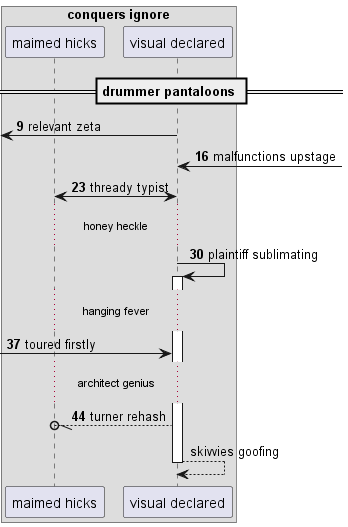 conquers ignore
maimed hicks visual declared
drummer pantaloons
9 relevant zeta
16 malfunctions upstage
23 thready typist
honey heckle
30 plaintiff sublimating
hanging fever
37 toured firstly
architect genius
44 turner rehash
skivvies goofing
maimed hicks visual declared